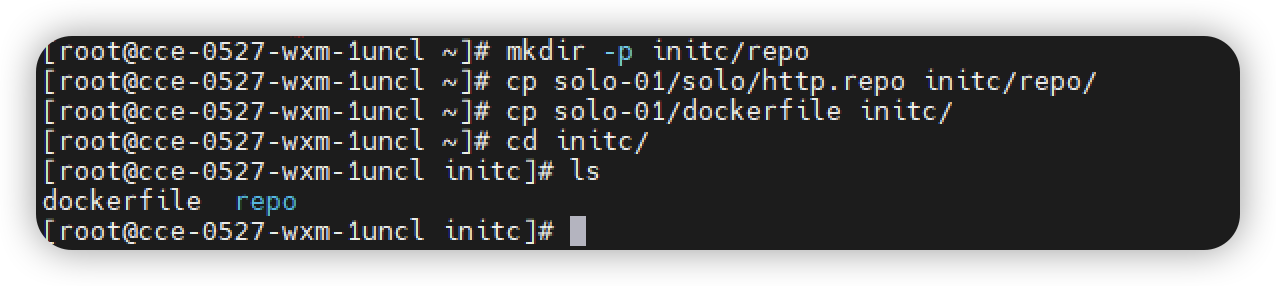 [root@cce-0527-wxm-1uncl ~]# mkdir -p initc/repo
[root@cce-0527-wxm-1uncl ~]# cp solo-01/solo/http.repo initc/repo/
[root@cce-0527-wxm-1uncl ~]# cp solo-01/dockerfile initc/
[root@cce-0527-wxm-1uncl ~]# cd initc/
[root@cce-0527-wxm-1uncl initc]# ls
dockerfile  repo
[root@cce-0527-wxm-1uncl initc]#